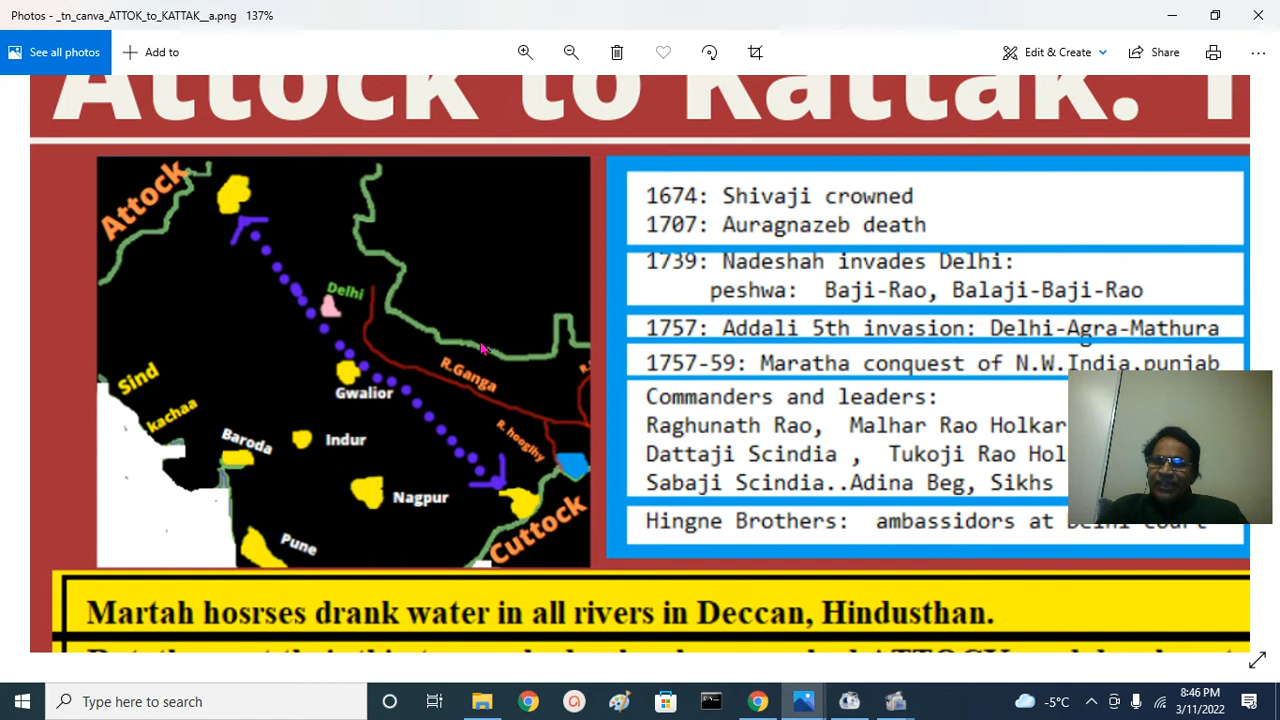 Photos - _tn_canva_ATTOK_to_KATTAK__a.png 137%
See all photos
Add to
Edit & Create
Share
Attock to Kattak. T
Attock
Delhi
Sind
kachaa
R.Ganga
Gwalior
R. hooglhy
Baroda
Indur
Nagpur
Cuttock
Pune
1674: Shivaji crowned
1707: Auragnazeb death
1739: Nadeshah invades Delhi:
peshwa: Baji-Rao, Balaji-Baji-Rao
1757: Addali 5th invasion: Delhi-Agra-Mathura
1757-59: Maratha conquest of N.W.India.punjab
Commanders and leaders:
Raghunath Rao, Malhar Rao Holkar
Dattaji Scindia , Tukoji Rao Hol
Sabaji Scindia..Adina Beg, Sikhs
Hingne Brothers: ambassidors at Delhi court
Martah hosrses drank water in all rivers in Deccan, Hindusthan.
ATTOCK
Type here to search
-5°C
8:46 PM
3/11/2022